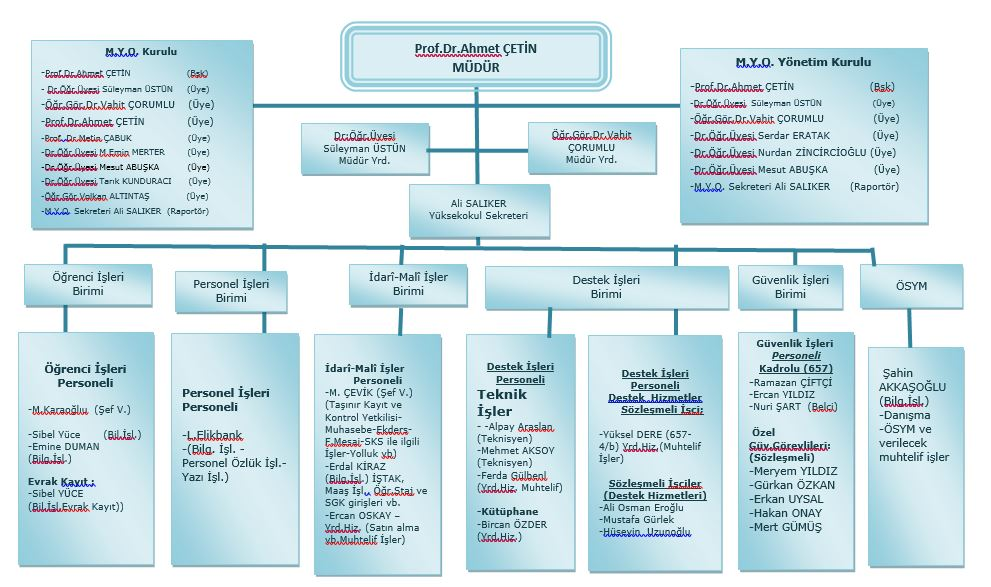 Prof.Dr.Ahmet ÇETİN
MÜDÜR
M.Y.O. Kurulu
-Prof.Dr.Ahmet ÇETİN (Bşk)
- Dr.Öğr.Üyesi Süleyman ÜSTÜN (Üye)
-Öğr.Gör.Dr.Vahit ÇORUMLU (Üye)
-Prof.Dr.Ahmet ÇETİN (Üye)
-Prof. Dr.Metin ÇABUK (Üye)
-Dr.Öğr.Üyesi M.Emin MERTER (Üye)
-Dr.Öğr.Üyesi Mesut ABUŞKA (Üye)
-Dr.Öğr.Üyesi Tarık KUNDURACI (Üye)
-Öğr.Gör.Volkan ALTINTAŞ (Üye)
-M.Y.O. Sekreteri Ali SALIKER (Raportör)
M.Y.O. Yönetim Kurulu
-Prof.Dr.Ahmet ÇETİN (Bşk)
-Dr.Öğr.Üyesi Süleyman ÜSTÜN (Üye)
-Öğr.Gör.Dr.Vahit ÇORUMLU (Üye)
-Dr.Öğr.Üyesi Serdar ERATAK (Üye)
-Dr.Öğr.Üyesi Nurdan ZİNCİRCİOĞLU (Üye)
-Dr.Öğr.Üyesi Mesut ABUŞKA (Üye)
-M.Y.O. Sekreteri Ali SALIKER (Raportör)
Dr.Öğr.Üyesi
Süleyman ÜSTÜN
Müdür Yrd.
Öğr.Gör.Dr.Vahit
ÇORUMLU
Müdür Yrd.
Ali SALIKER
Yüksekokul Sekreteri
Öğrenci İşleri
Birimi
Personel İşleri
Birimi
İdarî-Malî İşler
Birimi
Destek İşleri
Birimi
Güvenlik İşleri
Birimi
ÖSYM
Öğrenci İşleri
Personeli
-M.Karaoğlu (Şef V.)
-Sibel Yüce (Bil.İşl.)
-Emine DUMAN
(Bilg.İşl.)
Evrak Kayıt.:
-Sibel YÜCE
(Bil.İşl.Evrak Kayıt))
Personel İşleri
Personeli
-I.Elikbank
-(Bilg. İşl. -
Personel Özlük İşl.-
Yazı İşl.)
İdarî-Malî İşler
Personeli
-M. ÇEVİK (Şef V.)
(Taşınır Kayıt ve
Kontrol Yetkilisi-
Muhasebe-Ekders-
F.Mesai-SKS ile ilgili
İşler-Yolluk vb)
-Erdal KİRAZ
(Bilg.İşl.) İŞTAK,
Maaş İşl., Öğr.Staj ve
SGK girişleri vb.
-Ercan OSKAY –
Yrd.Hiz. (Satın alma
vb.Muhtelif İşler)
Destek İşleri
Personeli
Teknik
İşler
- -Alpay Araslan,
(Teknisyen)
-Mehmet AKSOY
(Teknisyen)
-Ferda Gülbenl
(Yrd.Hiz. Muhtelif)
-Kütüphane
-Bircan ÖZDER
(Yrd.Hiz.)
Destek İşleri
Personeli
Destek Hizmetler
Sözleşmeli İşçi:
-Yüksel DERE (657-
4/b) Yrd.Hiz.(Muhtelif
İşler)
Sözleşmeli İşçiler
(Destek Hizmetleri)
-Ali Osman Eroğlu
-Mustafa Gürlek
-Hüseyin Uzunoğlu
Güvenlik İşleri
Personeli
Kadrolu (657)
-Ramazan ÇİFTÇİ
-Ercan YILDIZ
-Nuri ŞART (Belçi)
Özel
Güv.Görevlileri:
(Sözleşmeli)
-Meryem YILDIZ
-Gürkan ÖZKAN
-Erkan UYSAL
-Hakan ONAY
-Mert GÜMÜŞ
Şahin
AKKAŞOĞLU
(Bilg.İşl.)
-Danışma
-ÖSYM ve
verilecek
muhtelif işler